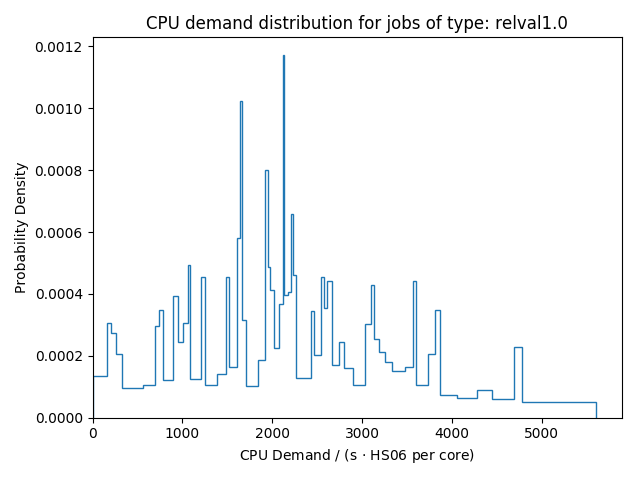 CPU demand distribution for jobs of type: relval1.0
Probability Density
0.0012
0.0010
0.0008
0.0006
0.0004
0.0002
0.0000
0 1000 2000 3000 4000 5000
CPU Demand / (s · HS06 per core)